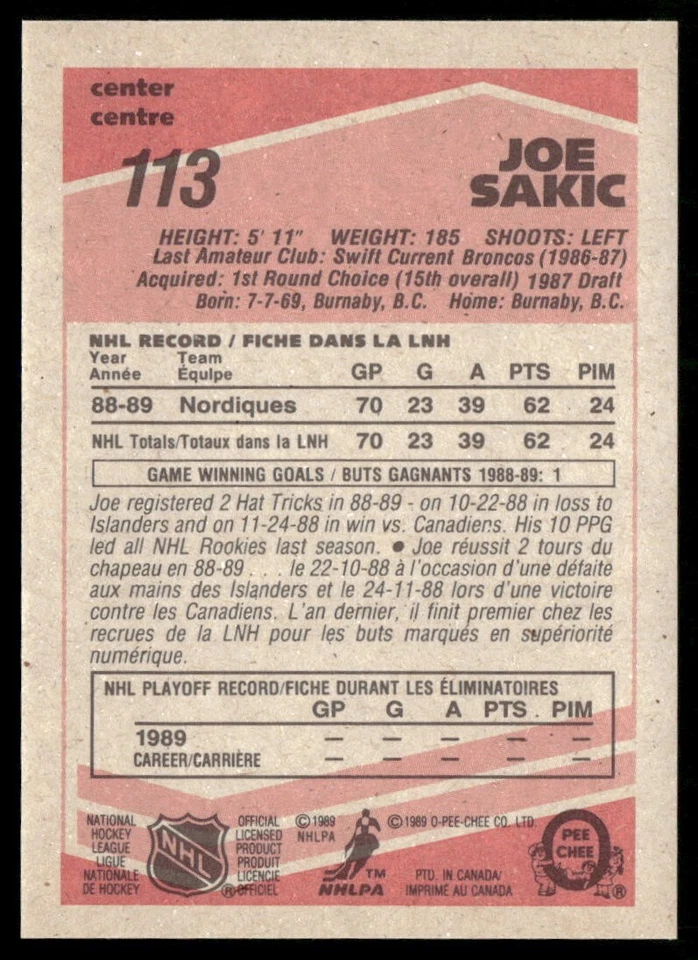 center
centre
113
JOE
SAKIC
HEIGHT: 5' 11" WEIGHT: 185 SHOOTS: LEFT
Last Amateur Club: Swift Current Broncos (1986-87)
Acquired: 1st Round Choice (15th overall) 1987 Draft
Born: 7-7-69, Burnaby, B.C. Home: Burnaby, B.C.
NHL RECORD / FICHE DANS LA LNH
Year Team
Année Équipe GP G A PTS PIM
88-89 Nordiques 70 23 39 62 24
NHL Totals/Totaux dans la LNH 70 23 39 62 24
GAME WINNING GOALS / BUTS GAGNANTS 1988-89: 1
Joe registered 2 Hat Tricks in 88-89 - on 10-22-88 in loss to
Islanders and on 11-24-88 in win vs. Canadiens. His 10 PPG
led all NHL Rookies last season. ● Joe réussit 2 tours du
chapeau en 88-89 . . . le 22-10-88 à l'occasion d'une défaite
aux mains des Islanders et le 24-11-88 lors d'une victoire
contre les Canadiens. L'an dernier, il finit premier chez les
recrues de la LNH pour les buts marqués en supériorité
numérique.
NHL PLAYOFF RECORD/FICHE DURANT LES ÉLIMINATOIRES
GP G A PTS. PIM
1989 — — — — —
CAREER/CARRIÈRE — — — — —
NATIONAL
HOCKEY
LEAGUE
LIGUE
NATIONALE
DE HOCKEY
NHL
OFFICIAL
LICENSED
PRODUCT
PRODUIT
LICENCIE
®OFFICIEL
©1989
NHLPA
TM
NHLPA
©1989 O-PEE-CHEE CO. LTD.
PTD. IN CANADA/
IMPRIMÉ AU CANADA
O
PEE
CHEE
®